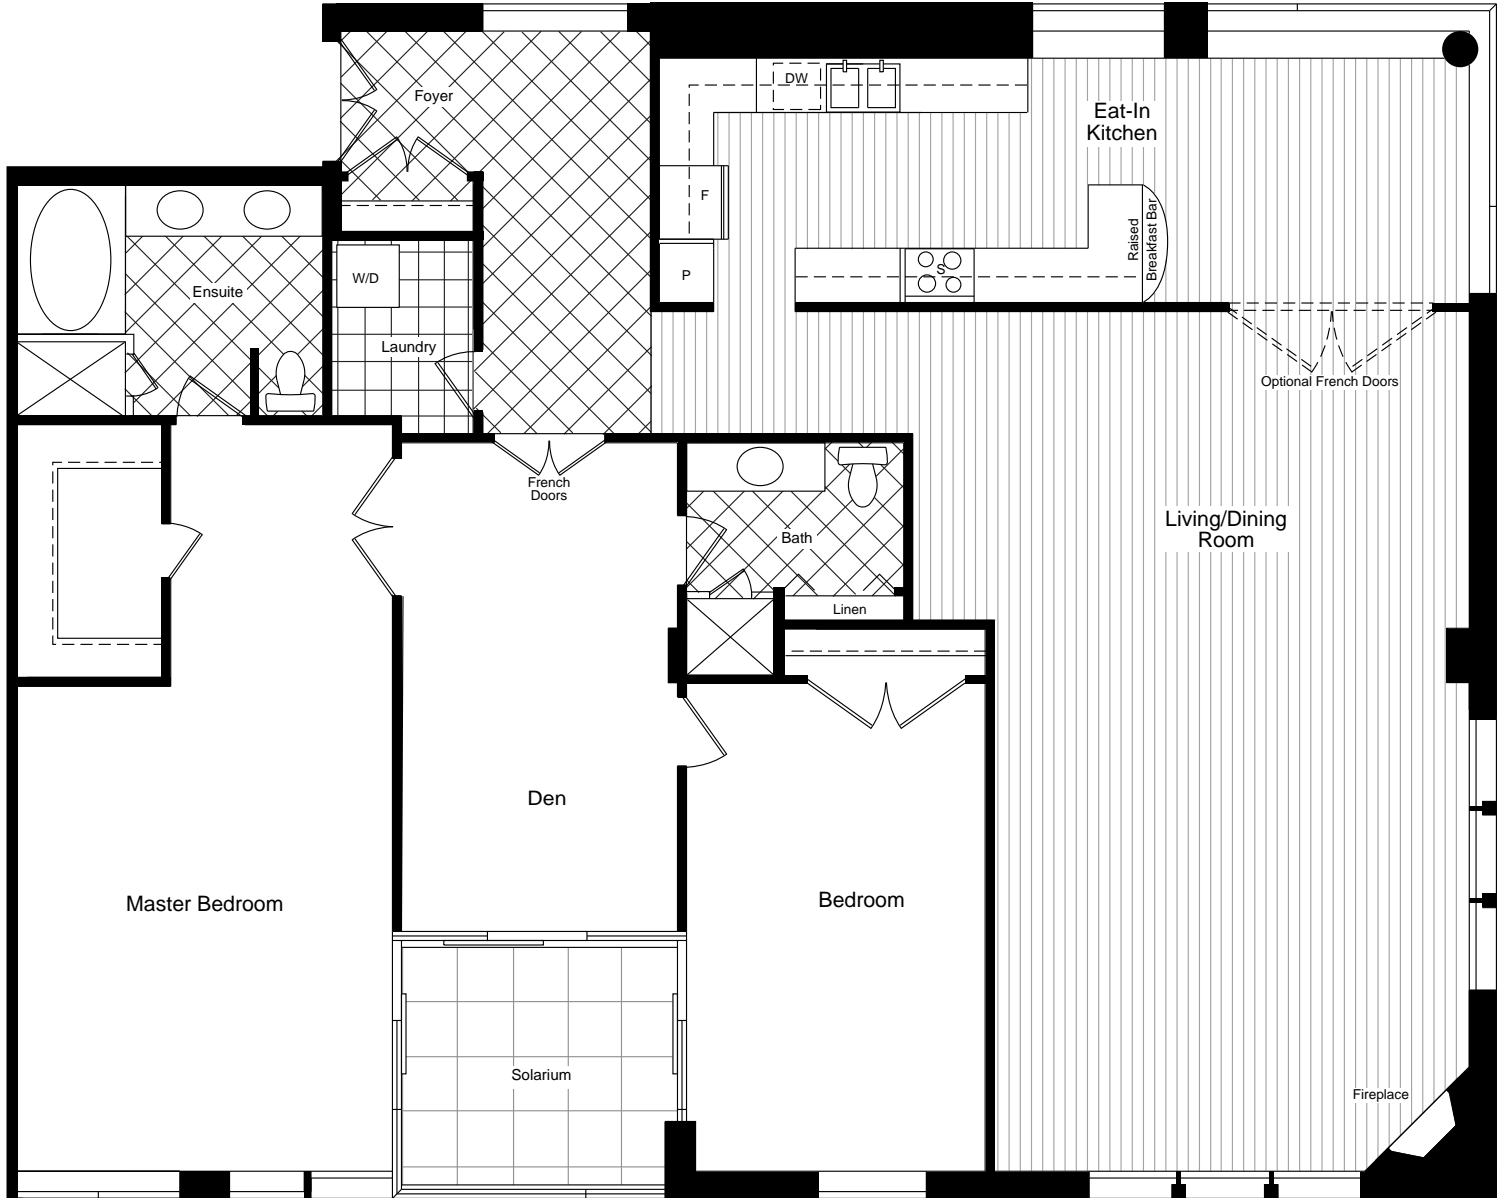 Foyer
DW
Eat-In
Kitchen
F
Raised
Breakfast Bar
P
S
W/D
Ensuite
Laundry
Optional French Doors
French
Doors
Bath
Living/Dining
Room
Linen
Den
Master Bedroom
Bedroom
Solarium
Fireplace